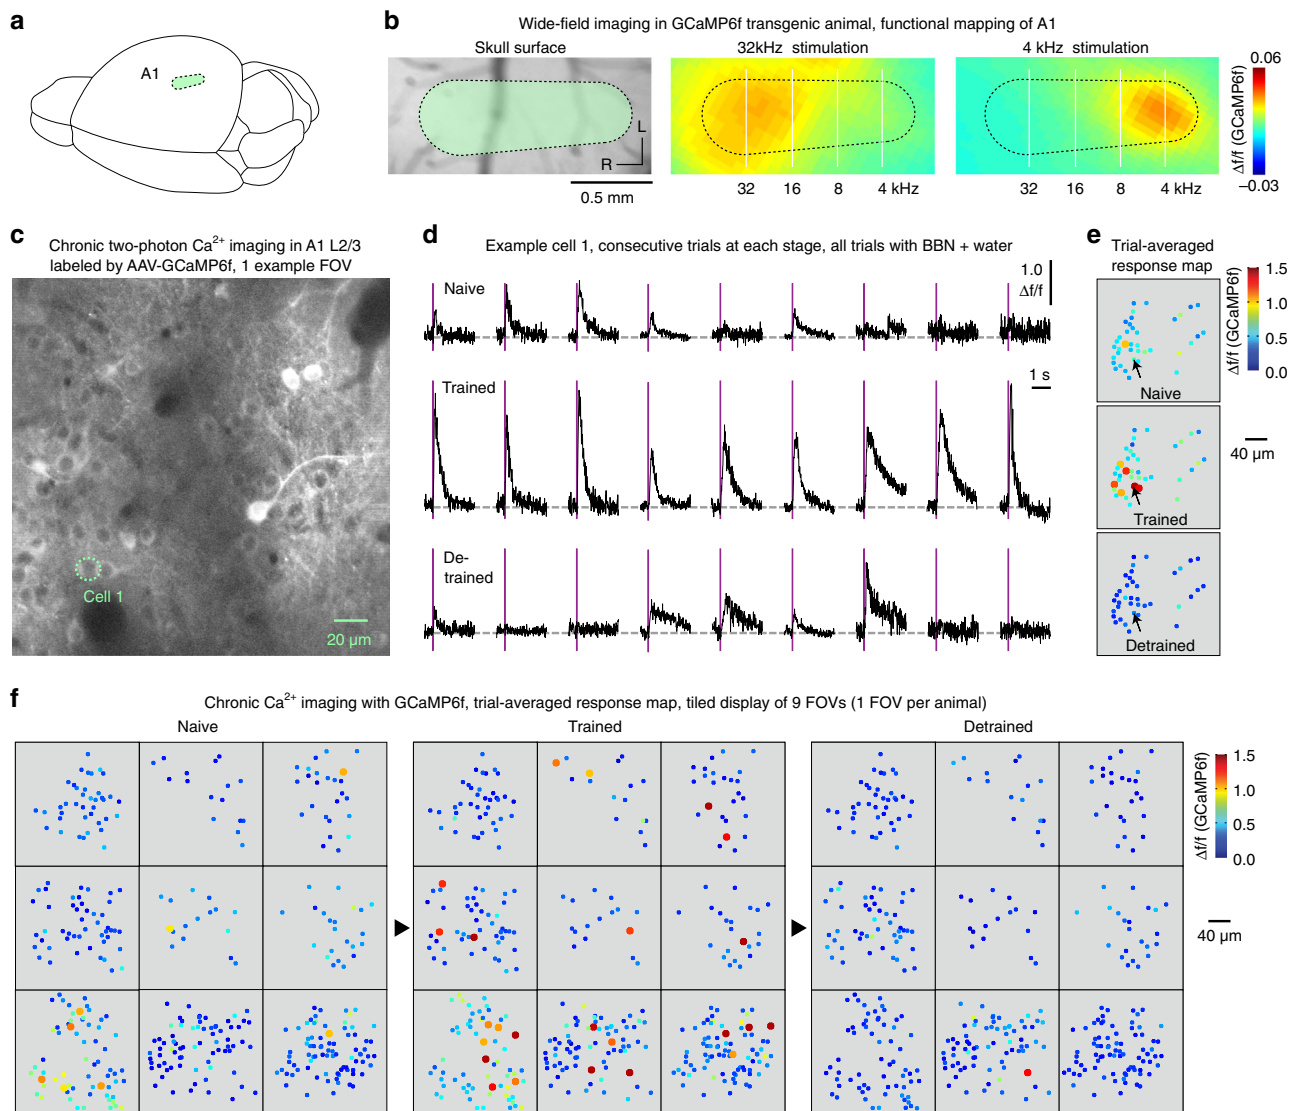 a
A1
b
Wide-field imaging in GCaMP6f transgenic animal, functional mapping of A1
Skull surface
32kHz stimulation
4 kHz stimulation
L
R
0.5 mm
32 16 8 4 kHz
32 16 8 4 kHz
0.06
Δf/f (GCaMP6f)
−0.03
c
Chronic two-photon Ca²⁺ imaging in A1 L2/3
labeled by AAV-GCaMP6f, 1 example FOV
Cell 1
20 μm
d
Example cell 1, consecutive trials at each stage, all trials with BBN + water
1.0
Δf/f
Naive
1 s
Trained
De-
trained
e
Trial-averaged
response map
1.5
1.0
0.5
0.0
Δf/f (GCaMP6f)
Naive
Trained
40 μm
Detrained
f
Chronic Ca²⁺ imaging with GCaMP6f, trial-averaged response map, tiled display of 9 FOVs (1 FOV per animal)
Naive
Trained
Detrained
1.5
1.0
0.5
0.0
Δf/f (GCaMP6f)
40 μm